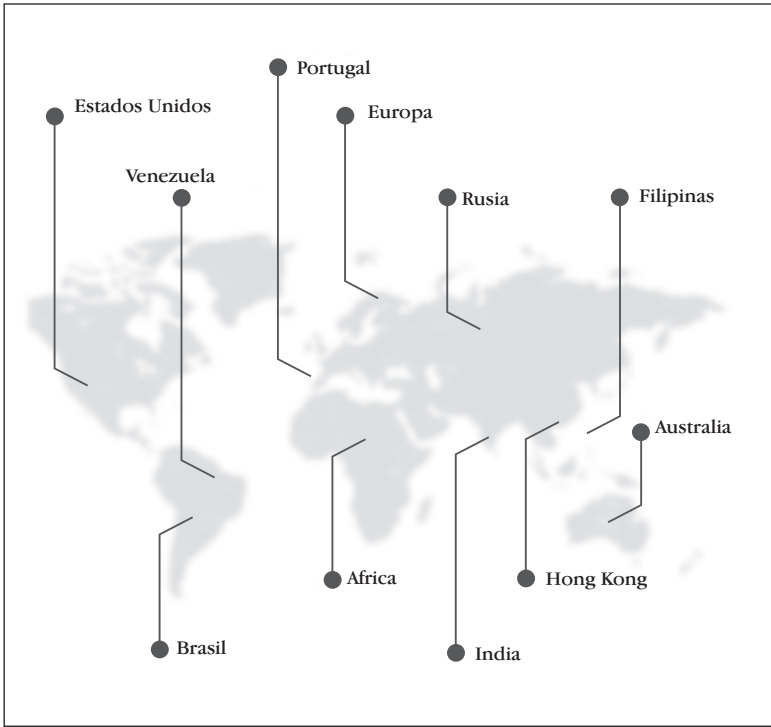 Portugal
Estados Unidos
Europa
Venezuela
Rusia
Filipinas
Australia
Africa
Hong Kong
Brasil
India